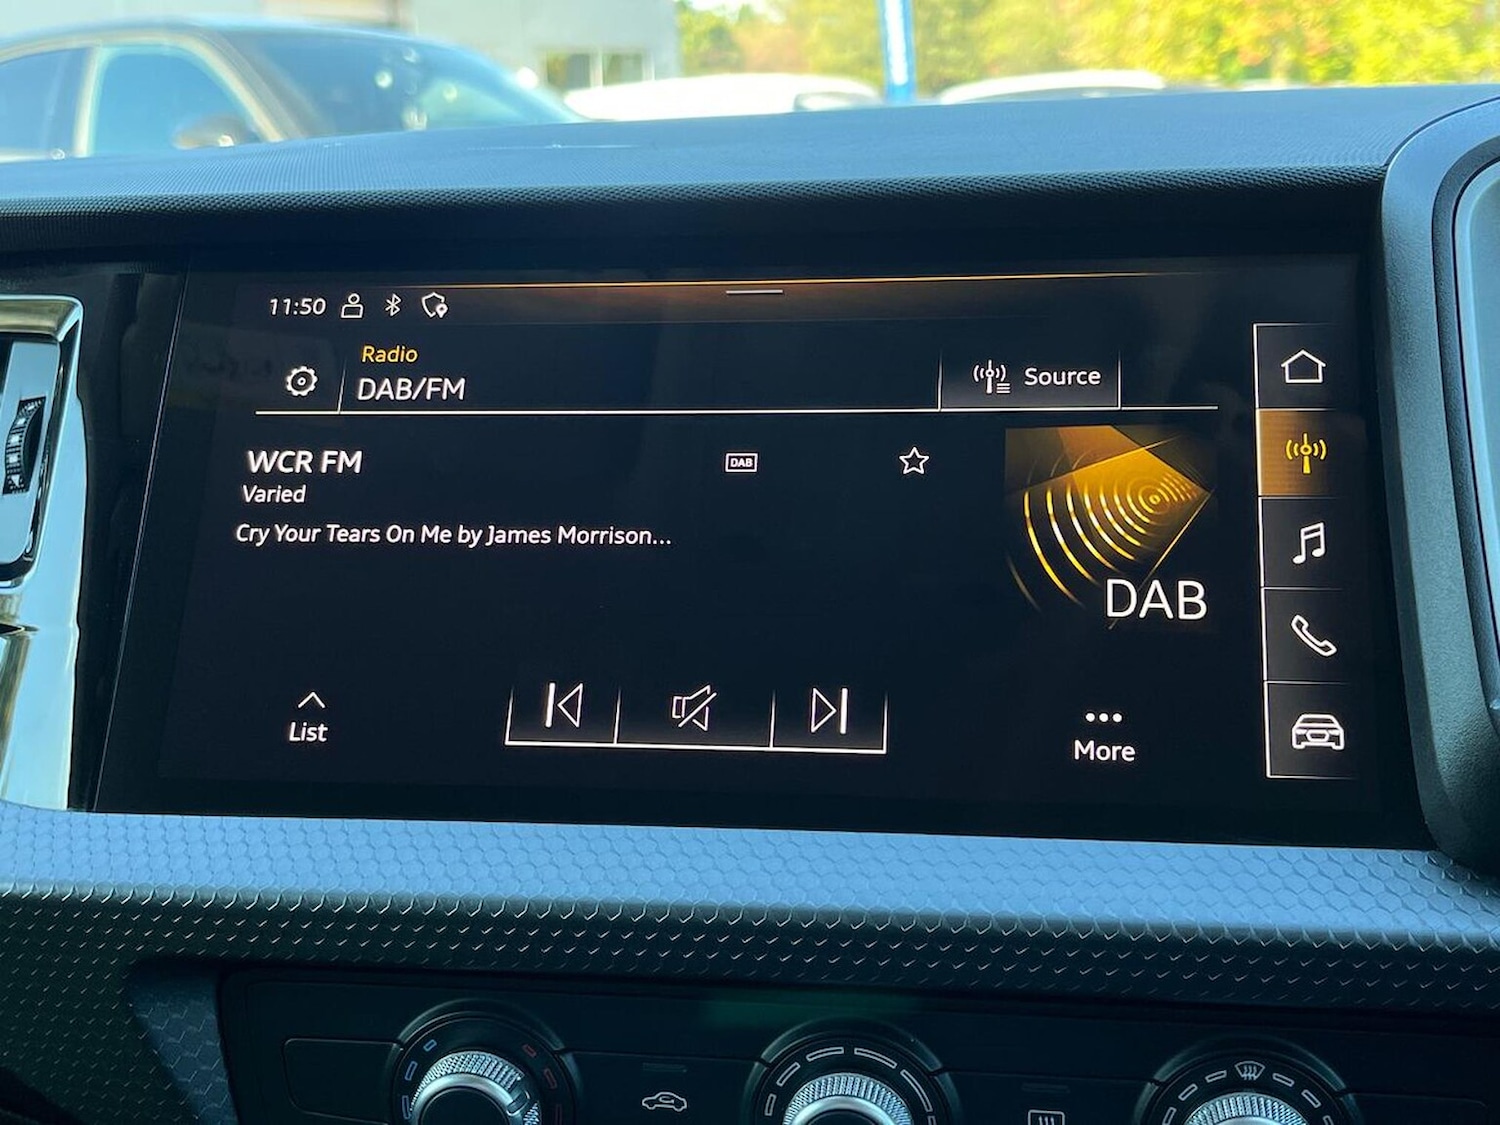 11:50
Radio
DAB/FM
Source
WCR FM
DAB
Varied
Cry Your Tears On Me by James Morrison...
DAB
List
More